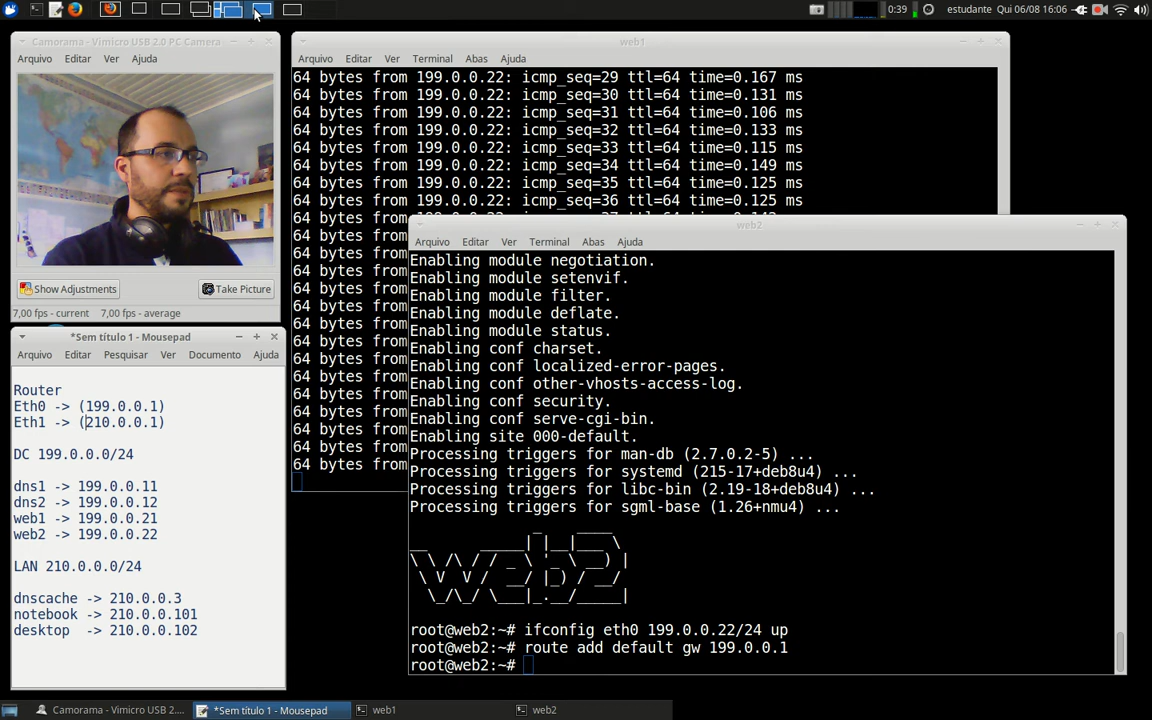 0:39
estudante
Qui 06/08 16:06
Camorama - Vimicro USB 2.0 PC Camera
Arquivo Editar Ver Ajuda
Show Adjustments
Take Picture
7,00 fps - current 7,00 fps - average
web1
Arquivo Editar Ver Terminal Abas Ajuda
64 bytes from 199.0.0.22: icmp_seq=29 ttl=64 time=0.167 ms
64 bytes from 199.0.0.22: icmp_seq=30 ttl=64 time=0.131 ms
64 bytes from 199.0.0.22: icmp_seq=31 ttl=64 time=0.106 ms
64 bytes from 199.0.0.22: icmp_seq=32 ttl=64 time=0.133 ms
64 bytes from 199.0.0.22: icmp_seq=33 ttl=64 time=0.115 ms
64 bytes from 199.0.0.22: icmp_seq=34 ttl=64 time=0.149 ms
64 bytes from 199.0.0.22: icmp_seq=35 ttl=64 time=0.125 ms
64 bytes from 199.0.0.22: icmp_seq=36 ttl=64 time=0.125 ms
64 bytes from
64 bytes from
64 bytes from
64 bytes from
64 bytes from
64 bytes from
64 bytes from
64 bytes from
64 bytes from
64 bytes from
64 bytes from
64 bytes from
64 bytes from
64 bytes from
web2
Arquivo Editar Ver Terminal Abas Ajuda
Enabling module negotiation.
Enabling module setenvif.
Enabling module filter.
Enabling module deflate.
Enabling module status.
Enabling conf charset.
Enabling conf localized-error-pages.
Enabling conf other-vhosts-access-log.
Enabling conf security.
Enabling conf serve-cgi-bin.
Enabling site 000-default.
Processing triggers for man-db (2.7.0.2-5) ...
Processing triggers for systemd (215-17+deb8u4) ...
Processing triggers for libc-bin (2.19-18+deb8u4) ...
Processing triggers for sgml-base (1.26+nmu4) ...
web2
root@web2:~# ifconfig eth0 199.0.0.22/24 up
root@web2:~# route add default gw 199.0.0.1
root@web2:~#
*Sem título 1 - Mousepad
Arquivo Editar Pesquisar Ver Documento Ajuda
Router
Eth0 -> (199.0.0.1)
Eth1 -> (210.0.0.1)
DC 199.0.0.0/24
dns1 -> 199.0.0.11
dns2 -> 199.0.0.12
web1 -> 199.0.0.21
web2 -> 199.0.0.22
LAN 210.0.0.0/24
dnscache -> 210.0.0.3
notebook -> 210.0.0.101
desktop -> 210.0.0.102
Camorama - Vimicro USB 2....
*Sem título 1 - Mousepad
web1
web2